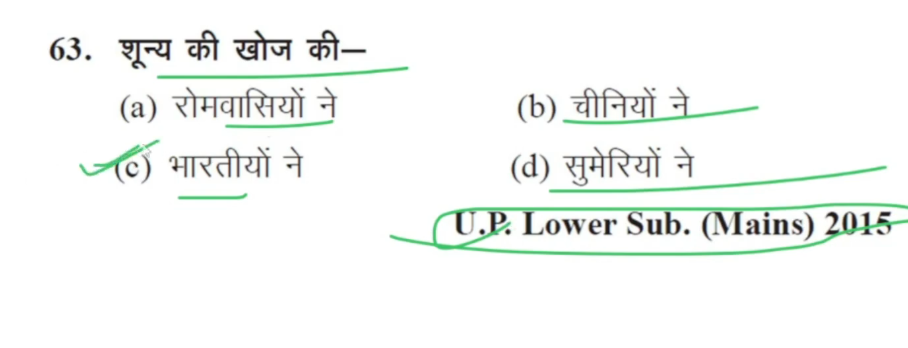 63. शून्य की खोज की—
(a) रोमवासियों ने (b) चीनियों ने
(c) भारतीयों ने (d) सुमेरियों ने
U.P. Lower Sub. (Mains) 2015